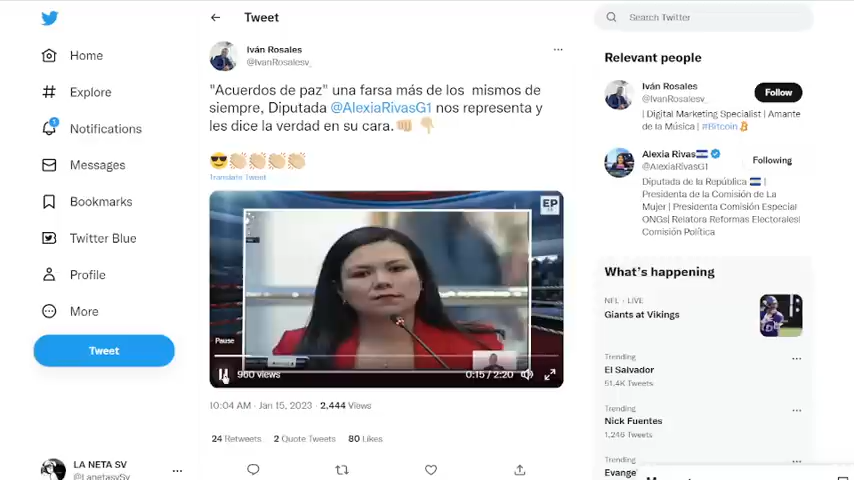 Tweet
Search Twitter
Home
Explore
1
Notifications
Messages
Bookmarks
Twitter Blue
Profile
More
Tweet
LA NETA SV
@LanetasvSv
Iván Rosales
@IvanRosalesv_
"Acuerdos de paz" una farsa más de los mismos de
siempre, Diputada @AlexiaRivasG1 nos representa y
les dice la verdad en su cara.
Translate Tweet
EP
Pause
960 views
0:15 / 2:20
10:04 AM · Jan 15, 2023 · 2,444 Views
24 Retweets 2 Quote Tweets 80 Likes
Relevant people
Iván Rosales
@IvanRosalesv_
Follow
| Digital Marketing Specialist | Amante
de la Música | #Bitcoin
Alexia Rivas
@AlexiaRivasG1
Following
Diputada de la República |
Presidenta de la Comisión de La
Mujer | Presidenta Comisión Especial
ONGs| Relatora Reformas Electorales|
Comisión Política
What's happening
NFL · LIVE
Giants at Vikings
Trending
El Salvador
51.4K Tweets
Trending
Nick Fuentes
1,246 Tweets
Trending
Evange